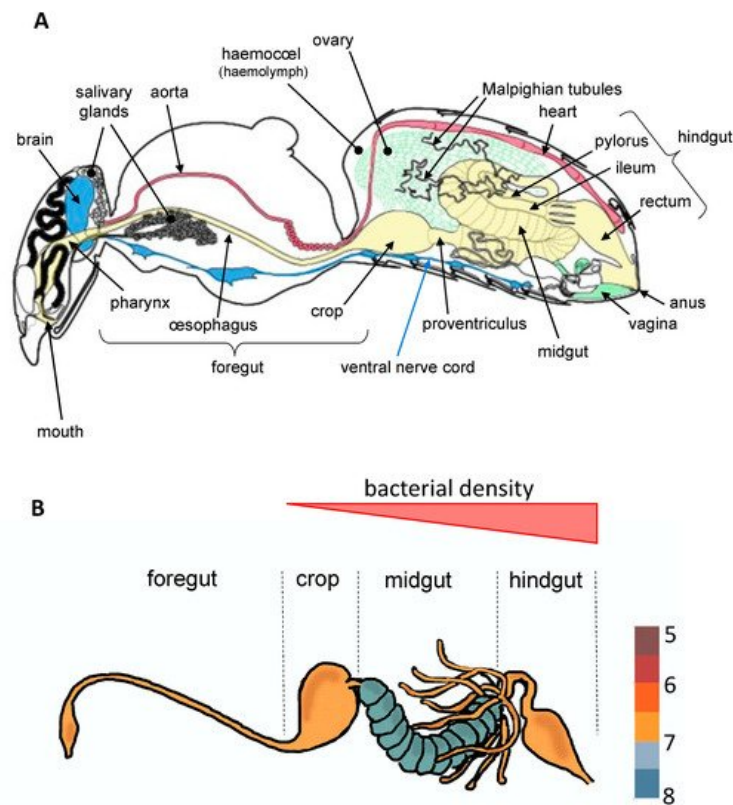 A
ovary
haemocœl
(haemolymph)
Malpighian tubules
salivary
glands
aorta
heart
hindgut
brain
pylorus
ileum
rectum
pharynx
œsophagus
crop
proventriculus
anus
vagina
midgut
foregut
ventral nerve cord
mouth
B
bacterial density
foregut
crop
midgut
hindgut
5
6
7
8